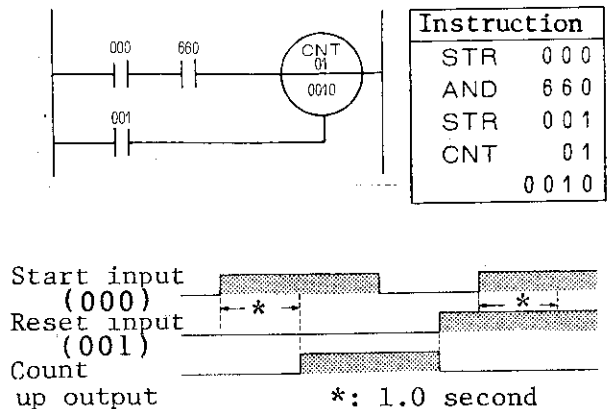 000
660
CNT
01
0010
001
Instruction
STR 000
AND 660
STR 001
CNT 01
0010
Start input
(000)
*
*
Reset input
(001)
Count
up output
*: 1.0 second